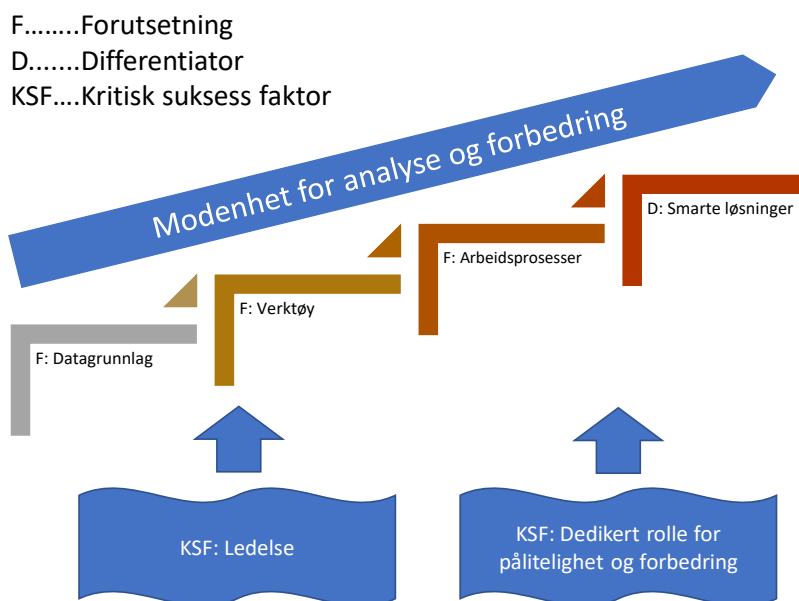 F……..Forutsetning
D.......Differentiator
KSF....Kritisk suksess faktor
Modenhet for analyse og forbedring
D: Smarte løsninger
F: Arbeidsprosesser
F: Verktøy
F: Datagrunnlag
KSF: Ledelse
KSF: Dedikert rolle for
pålitelighet og forbedring